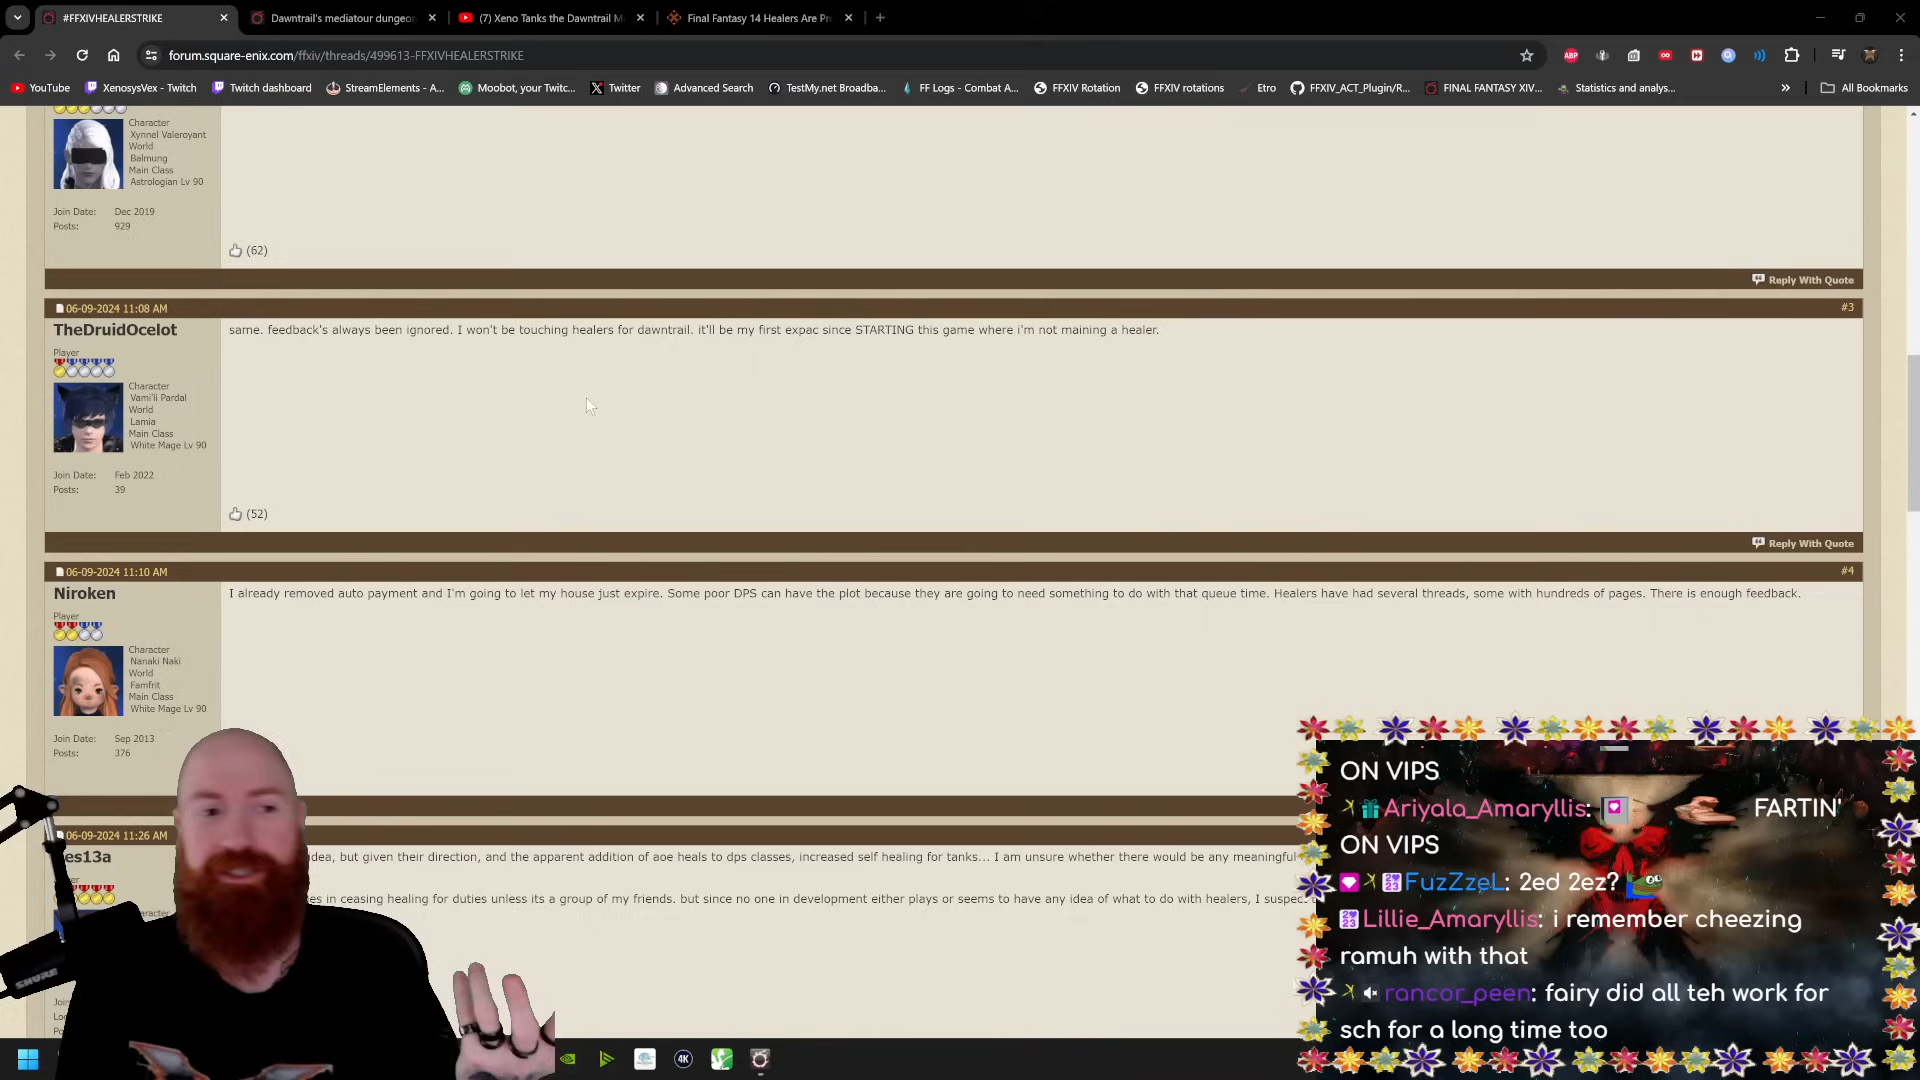 #FFXIVHEALERSTRIKE
Dawntrail's mediatour dungeon
(7) Xeno Tanks the Dawntrail M
Final Fantasy 14 Healers Are Pr
forum.square-enix.com/ffxiv/threads/499613-FFXIVHEALERSTRIKE
YouTube
XenosysVex - Twitch
Twitch dashboard
StreamElements - A...
Moobot, your Twitc...
Twitter
Advanced Search
TestMy.net Broadba...
FF Logs - Combat A...
FFXIV Rotation
FFXIV rotations
Etro
FFXIV_ACT_Plugin/R...
FINAL FANTASY XIV...
Statistics and analys...
All Bookmarks
Character
Xynnel Valeroyant
World
Balmung
Main Class
Astrologian Lv 90
Join Date: Dec 2019
Posts: 929
(62)
Reply With Quote
06-09-2024 11:08 AM #3
TheDruidOcelot
same. feedback's always been ignored. I won't be touching healers for dawntrail. it'll be my first expac since STARTING this game where i'm not maining a healer.
Player
Character
Vami'li Pardal
World
Lamia
Main Class
White Mage Lv 90
Join Date: Feb 2022
Posts: 39
(52)
Reply With Quote
06-09-2024 11:10 AM #4
Niroken
I already removed auto payment and I'm going to let my house just expire. Some poor DPS can have the plot because they are going to need something to do with that queue time. Healers have had several threads, some with hundreds of pages. There is enough feedback.
Player
Character
Nanaki Naki
World
Famfrit
Main Class
White Mage Lv 90
Join Date: Sep 2013
Posts: 376
06-09-2024 11:26 AM
es13a
idea, but given their direction, and the apparent addition of aoe heals to dps classes, increased self healing for tanks... I am unsure whether there would be any meaningful
in ceasing healing for duties unless its a group of my friends. but since no one in development either plays or seems to have any idea of what to do with healers, I suspec
SHURE
4K
ON VIPS
Ariyala_Amaryllis: FARTIN'
ON VIPS
FuzZzeL: 2ed 2ez?
Lillie_Amaryllis: i remember cheezing
ramuh with that
rancor_peen: fairy did all teh work for
sch for a long time too